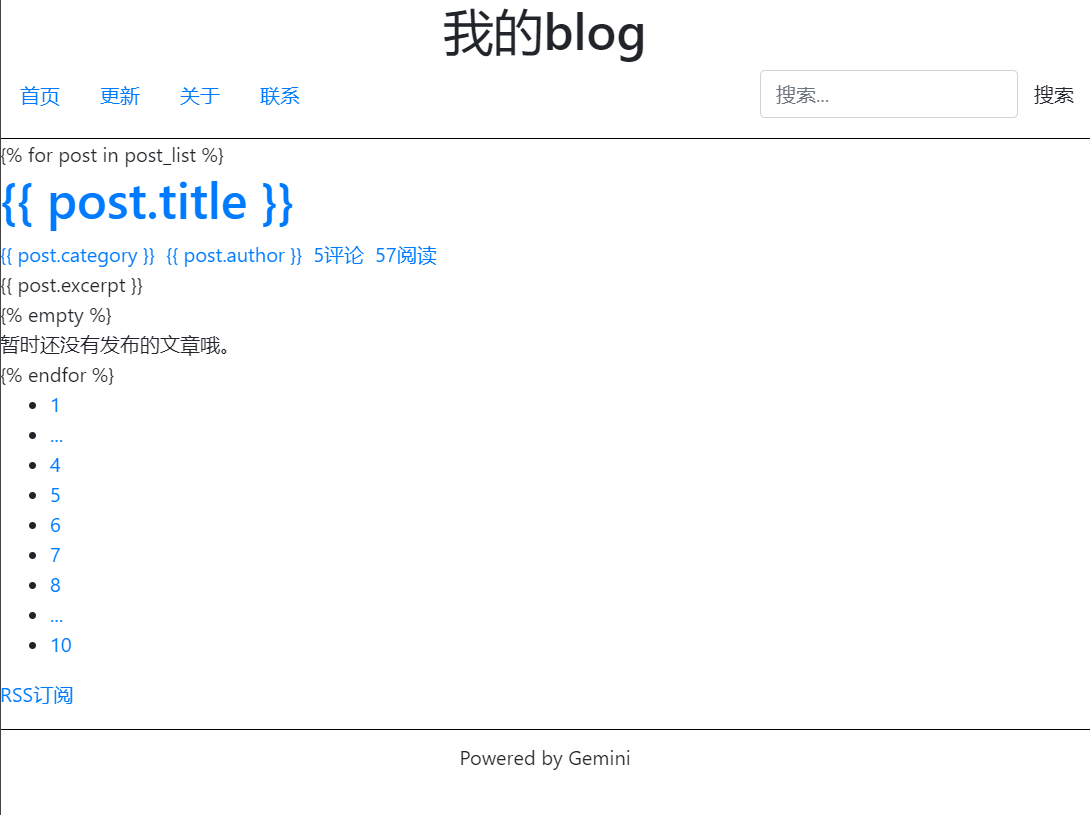 我的blog
首页 更新 关于 联系 搜索... 搜索
{% for post in post_list %}
{{ post.title }}
{{ post.category }} {{ post.author }} 5评论 57阅读
{{ post.excerpt }}
{% empty %}
暂时还没有发布的文章哦。
{% endfor %}
1
...
4
5
6
7
8
...
10
RSS订阅
Powered by Gemini